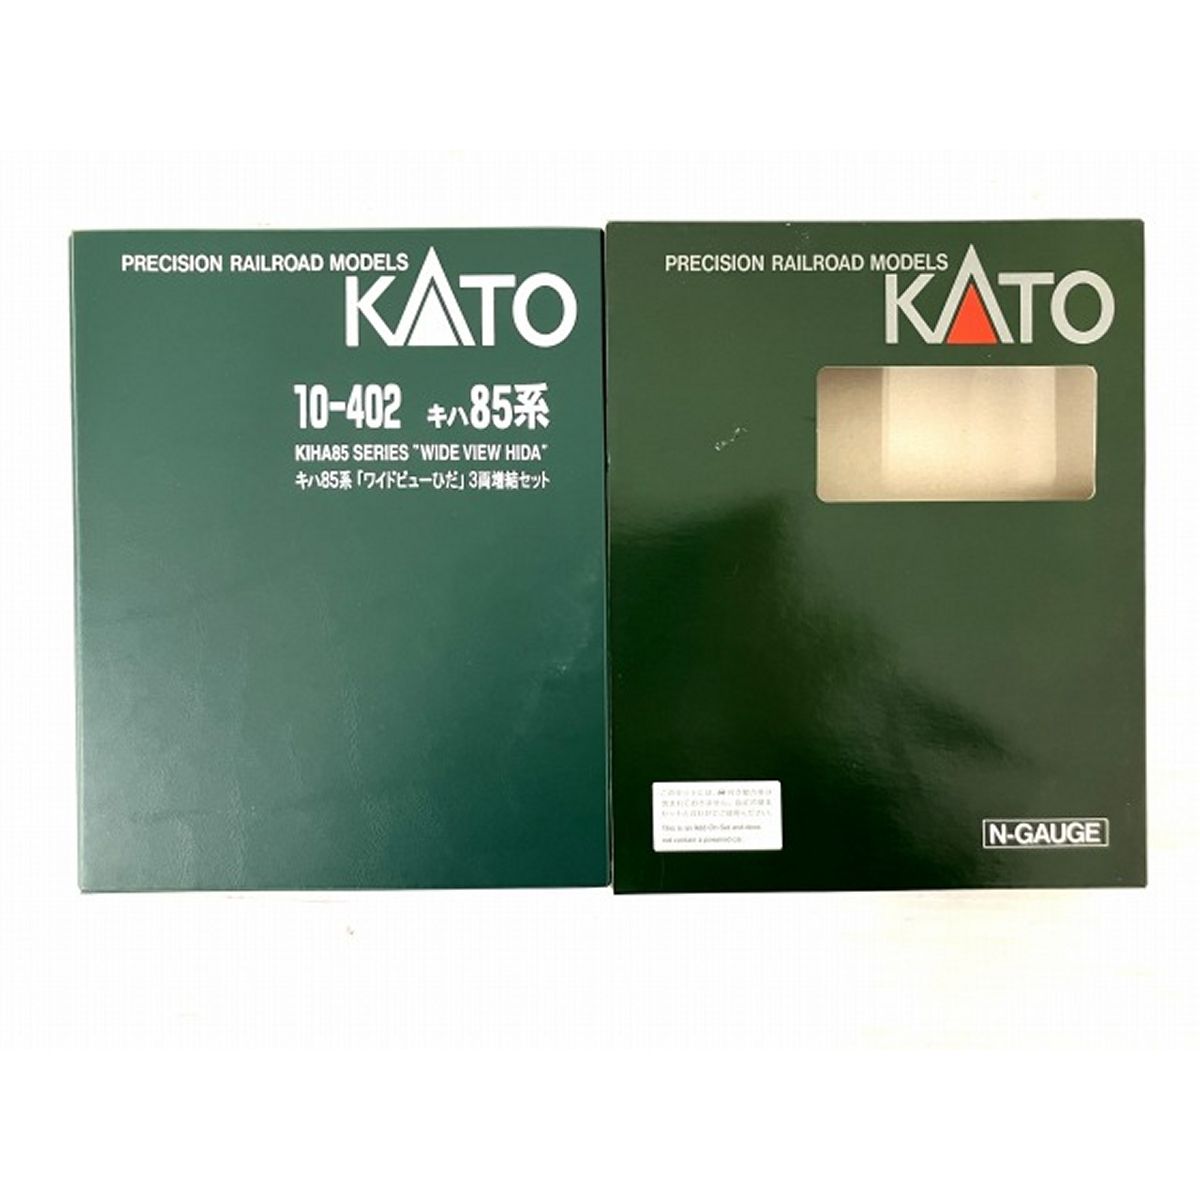 PRECISION RAILROAD MODELS
KATO
10-402 キハ85系
KIHA85 SERIES "WIDE VIEW HIDA"
キハ85系「ワイドビューひだ」3両増結セット
PRECISION RAILROAD MODELS
KATO
This is an Add-On-Set and does
not contain a powered car.
N-GAUGE